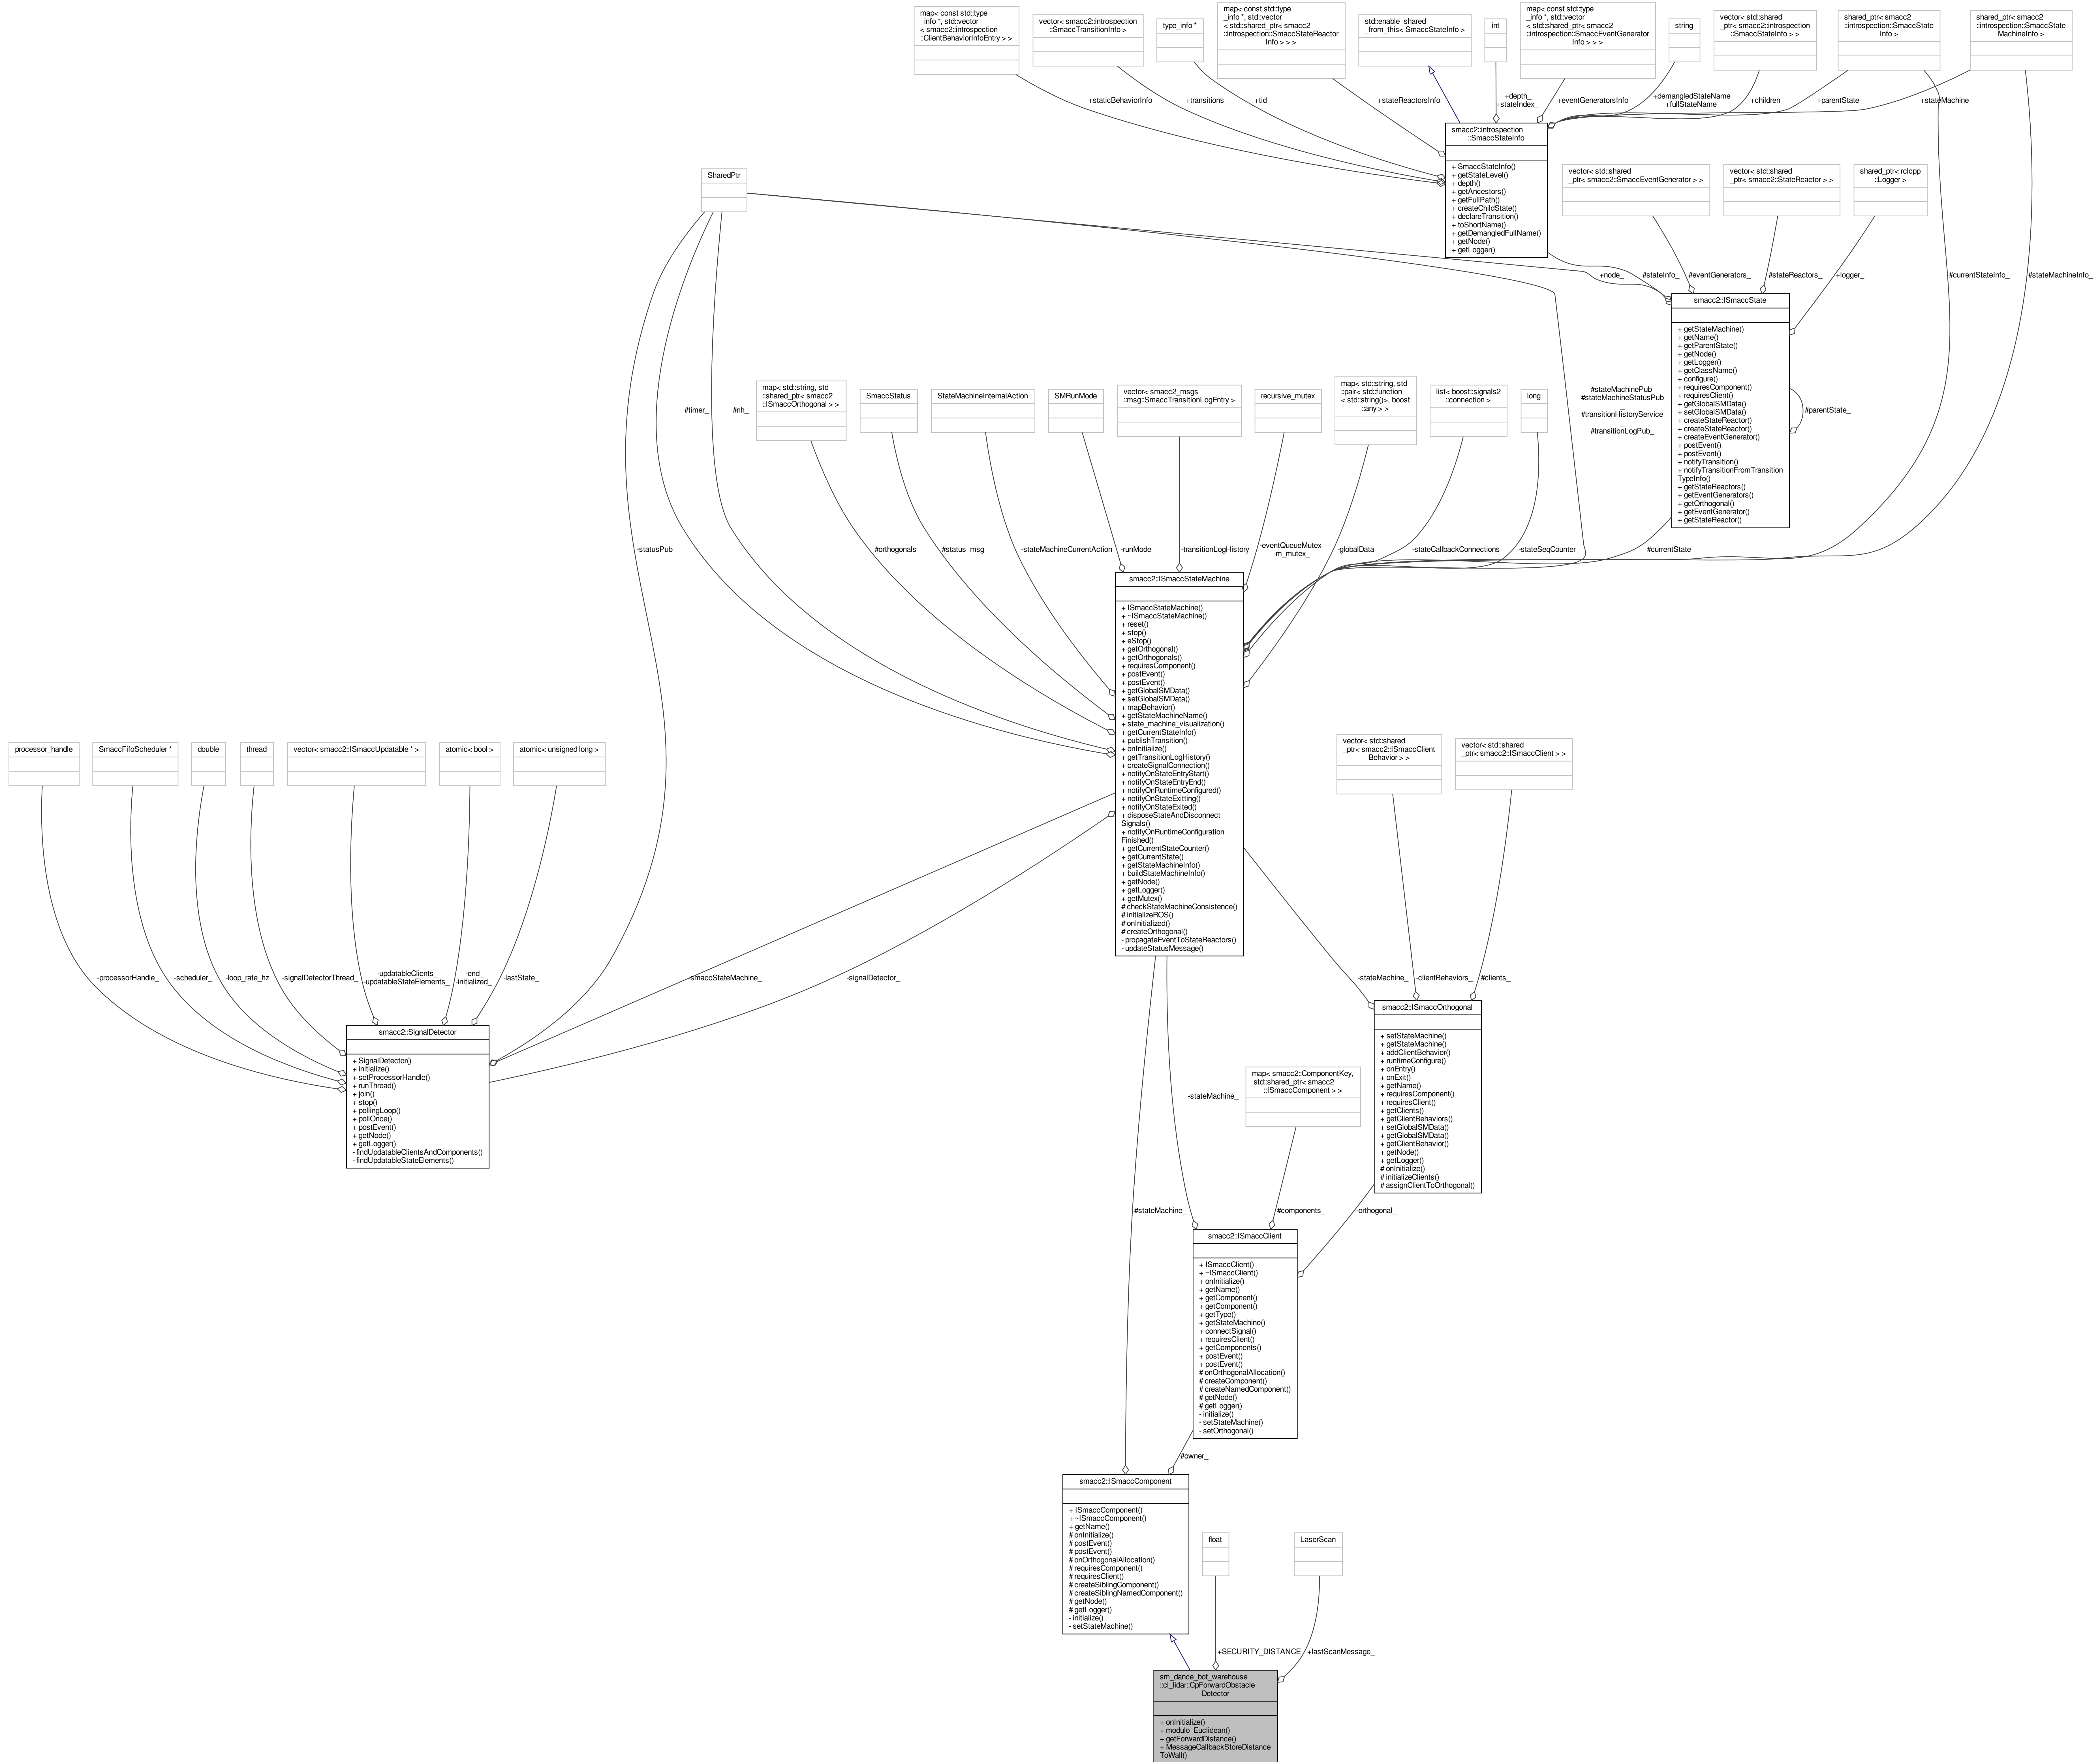 map< const std::type
_info *, std::vector
< smacc2::introspection
::ClientBehaviorInfoEntry > >
vector< smacc2::introspection
::SmaccTransitionInfo >
type_info *
map< const std::type
_info *, std::vector
< std::shared_ptr< smacc2
::introspection::SmaccStateReactor
Info > > >
std::enable_shared
_from_this< SmaccStateInfo >
int
map< const std::type
_info *, std::vector
< std::shared_ptr< smacc2
::introspection::SmaccEventGenerator
Info > > >
string
vector< std::shared
_ptr< smacc2::introspection
::SmaccStateInfo > >
shared_ptr< smacc2
::introspection::SmaccState
Info >
shared_ptr< smacc2
::introspection::SmaccState
MachineInfo >
+staticBehaviorInfo
+transitions_
+tid_
+stateReactorsInfo
+depth_
+stateIndex_
+eventGeneratorsInfo
+demangledStateName
+fullStateName
+children_
+parentState_
+stateMachine_
smacc2::introspection
::SmaccStateInfo
+ SmaccStateInfo()
+ getStateLevel()
+ depth()
+ getAncestors()
+ getFullPath()
+ createChildState()
+ declareTransition()
+ toShortName()
+ getDemangledFullName()
+ getNode()
+ getLogger()
SharedPtr
vector< std::shared
_ptr< smacc2::SmaccEventGenerator > >
vector< std::shared
_ptr< smacc2::StateReactor > >
shared_ptr< rclcpp
::Logger >
+node_
#stateInfo_
#eventGenerators_
#stateReactors_
+logger_
#currentStateInfo_
#stateMachineInfo_
smacc2::ISmaccState
+ getStateMachine()
+ getName()
+ getParentState()
+ getNode()
+ getLogger()
+ getClassName()
+ configure()
+ requiresComponent()
+ requiresClient()
+ getGlobalSMData()
+ setGlobalSMData()
+ createStateReactor()
+ createStateReactor()
+ createEventGenerator()
+ postEvent()
+ postEvent()
+ notifyTransition()
+ notifyTransitionFromTransition
TypeInfo()
+ getStateReactors()
+ getEventGenerators()
+ getOrthogonal()
+ getEventGenerator()
+ getStateReactor()
#parentState_
#timer_
#nh_
map< std::string, std
::shared_ptr< smacc2
::ISmaccOrthogonal > >
SmaccStatus
StateMachineInternalAction
SMRunMode
vector< smacc2_msgs
::msg::SmaccTransitionLogEntry >
recursive_mutex
map< std::string, std
::pair< std::function
< std::string()>, boost
::any > >
list< boost::signals2
::connection >
long
#stateMachinePub_
#stateMachineStatusPub
_
#transitionHistoryService
_
#transitionLogPub_
-statusPub_
#orthogonals_
#status_msg_
-stateMachineCurrentAction
-runMode_
-transitionLogHistory_
-eventQueueMutex_
-m_mutex_
-globalData_
-stateCallbackConnections
-stateSeqCounter_
#currentState_
smacc2::ISmaccStateMachine
+ ISmaccStateMachine()
+ ~ISmaccStateMachine()
+ reset()
+ stop()
+ eStop()
+ getOrthogonal()
+ getOrthogonals()
+ requiresComponent()
+ postEvent()
+ postEvent()
+ getGlobalSMData()
+ setGlobalSMData()
+ mapBehavior()
+ getStateMachineName()
+ state_machine_visualization()
+ getCurrentStateInfo()
+ publishTransition()
+ onInitialize()
+ getTransitionLogHistory()
+ createSignalConnection()
+ notifyOnStateEntryStart()
+ notifyOnStateEntryEnd()
+ notifyOnRuntimeConfigured()
+ notifyOnStateExitting()
+ notifyOnStateExited()
+ disposeStateAndDisconnect
Signals()
+ notifyOnRuntimeConfiguration
Finished()
+ getCurrentStateCounter()
+ getCurrentState()
+ getStateMachineInfo()
+ buildStateMachineInfo()
+ getNode()
+ getLogger()
+ getMutex()
# checkStateMachineConsistence()
# initializeROS()
# onInitialized()
# createOrthogonal()
- propagateEventToStateReactors()
- updateStatusMessage()
processor_handle
SmaccFifoScheduler *
double
thread
vector< smacc2::ISmaccUpdatable * >
atomic< bool >
atomic< unsigned long >
vector< std::shared
_ptr< smacc2::ISmaccClient
Behavior > >
vector< std::shared
_ptr< smacc2::ISmaccClient > >
-processorHandle_
-scheduler_
-loop_rate_hz
-signalDetectorThread_
-updatableClients_
-updatableStateElements_
-end_
-initialized_
-lastState_
-smaccStateMachine_
-signalDetector_
-stateMachine_
-clientBehaviors_
#clients_
smacc2::SignalDetector
+ SignalDetector()
+ initialize()
+ setProcessorHandle()
+ runThread()
+ join()
+ stop()
+ pollingLoop()
+ pollOnce()
+ postEvent()
+ getNode()
+ getLogger()
- findUpdatableClientsAndComponents()
- findUpdatableStateElements()
smacc2::ISmaccOrthogonal
+ setStateMachine()
+ getStateMachine()
+ addClientBehavior()
+ runtimeConfigure()
+ onEntry()
+ onExit()
+ getName()
+ requiresComponent()
+ requiresClient()
+ getClients()
+ getClientBehaviors()
+ setGlobalSMData()
+ getGlobalSMData()
+ getClientBehavior()
+ getNode()
+ getLogger()
# onInitialize()
# initializeClients()
# assignClientToOrthogonal()
map< smacc2::ComponentKey,
std::shared_ptr< smacc2
::ISmaccComponent > >
-stateMachine_
#stateMachine_
#components_
-orthogonal_
smacc2::ISmaccClient
+ ISmaccClient()
+ ~ISmaccClient()
+ onInitialize()
+ getName()
+ getComponent()
+ getComponent()
+ getType()
+ getStateMachine()
+ connectSignal()
+ requiresClient()
+ getComponents()
+ postEvent()
+ postEvent()
# onOrthogonalAllocation()
# createComponent()
# createNamedComponent()
# getNode()
# getLogger()
- initialize()
- setStateMachine()
- setOrthogonal()
#owner_
smacc2::ISmaccComponent
+ ISmaccComponent()
+ ~ISmaccComponent()
+ getName()
# onInitialize()
# postEvent()
# postEvent()
# onOrthogonalAllocation()
# requiresComponent()
# requiresClient()
# createSiblingComponent()
# createSiblingNamedComponent()
# getNode()
# getLogger()
- initialize()
- setStateMachine()
float
LaserScan
+SECURITY_DISTANCE
+lastScanMessage_
sm_dance_bot_warehouse
::cl_lidar::CpForwardObstacle
Detector
+ onInitialize()
+ modulo_Euclidean()
+ getForwardDistance()
+ MessageCallbackStoreDistance
ToWall()